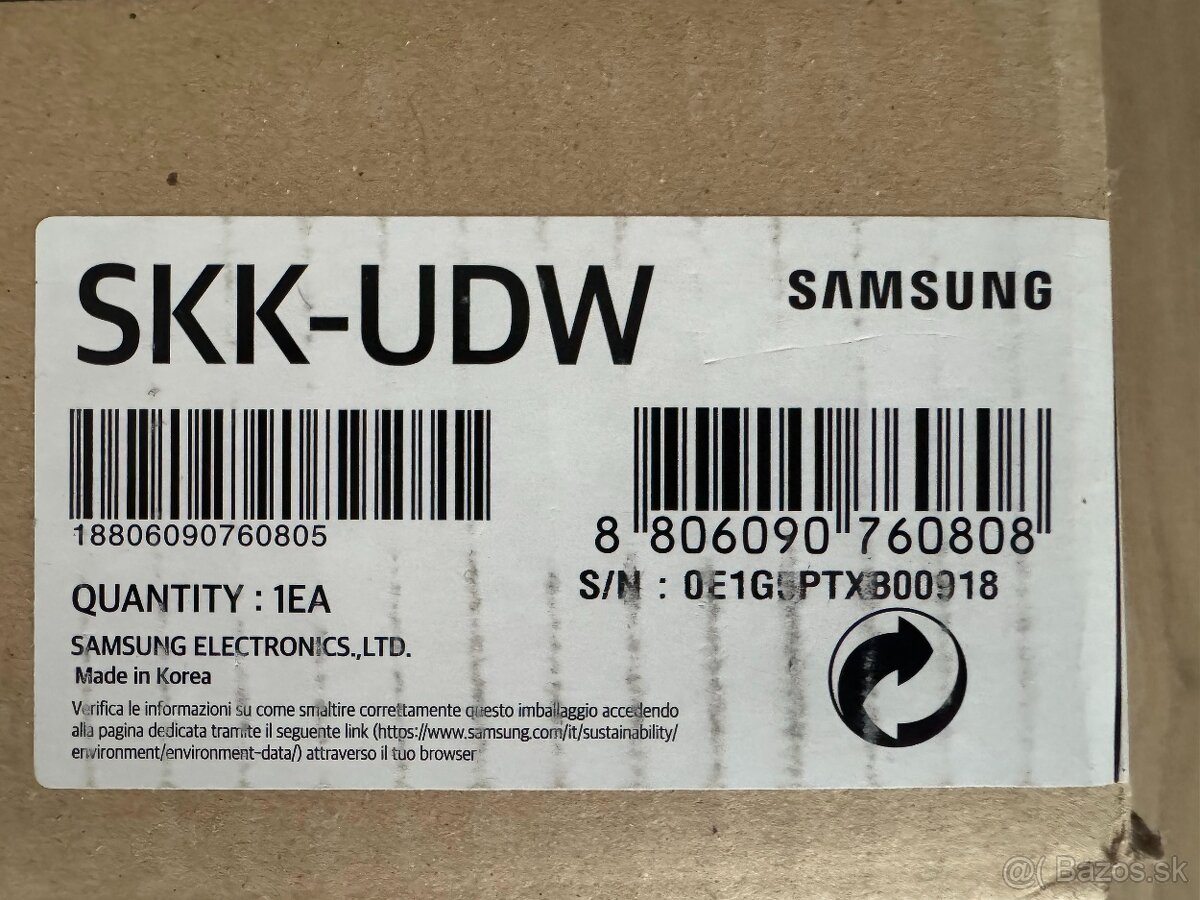 SKK-UDW
SAMSUNG
18806090760805
8 806090 760808
S/N : 0E1G5PTXB00918
QUANTITY : 1EA
SAMSUNG ELECTRONICS.,LTD.
Made in Korea
Verifica le informazioni su come smaltire correttamente questo imballaggio accedendo
alla pagina dedicata tramite il seguente link (https://www.samsung.com/it/sustainability/
environment/environment-data/) attraverso il tuo browser
@( Bazos.sk